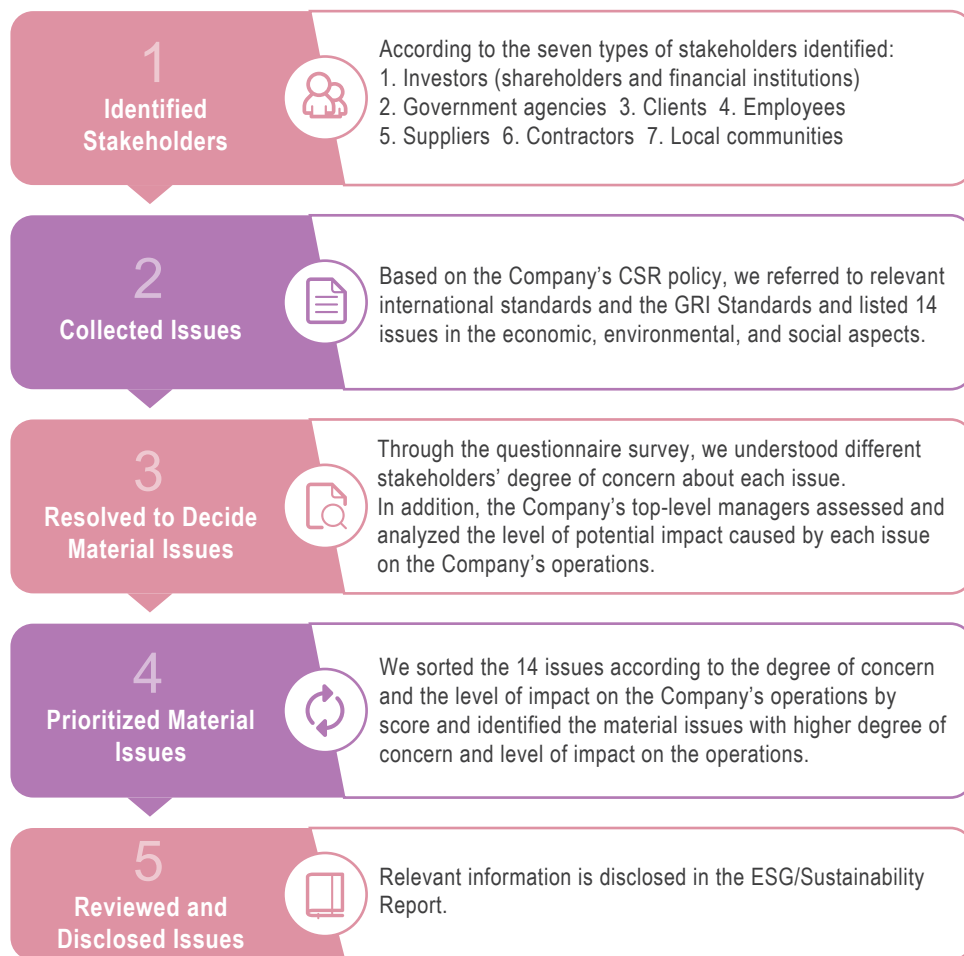 1
Identified
Stakeholders
According to the seven types of stakeholders identified:
1. Investors (shareholders and financial institutions)
2. Government agencies 3. Clients 4. Employees
5. Suppliers 6. Contractors 7. Local communities
2
Collected Issues
Based on the Company’s CSR policy, we referred to relevant
international standards and the GRI Standards and listed 14
issues in the economic, environmental, and social aspects.
3
Resolved to Decide
Material Issues
Through the questionnaire survey, we understood different
stakeholders’ degree of concern about each issue.
In addition, the Company’s top-level managers assessed and
analyzed the level of potential impact caused by each issue
on the Company’s operations.
4
Prioritized Material
Issues
We sorted the 14 issues according to the degree of concern
and the level of impact on the Company’s operations by
score and identified the material issues with higher degree of
concern and level of impact on the operations.
5
Reviewed and
Disclosed Issues
Relevant information is disclosed in the ESG/Sustainability
Report.